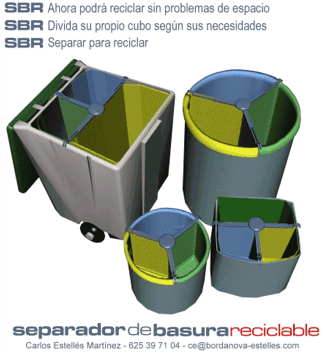 SBR Ahora podrá reciclar sin problemas de espacio
SBR Divida su propio cubo según sus necesidades
SBR Separar para reciclar
separadordebasurareciclable
Carlos Estellés Martínez - 625 39 71 04 - ce@bordanova-estelles.com